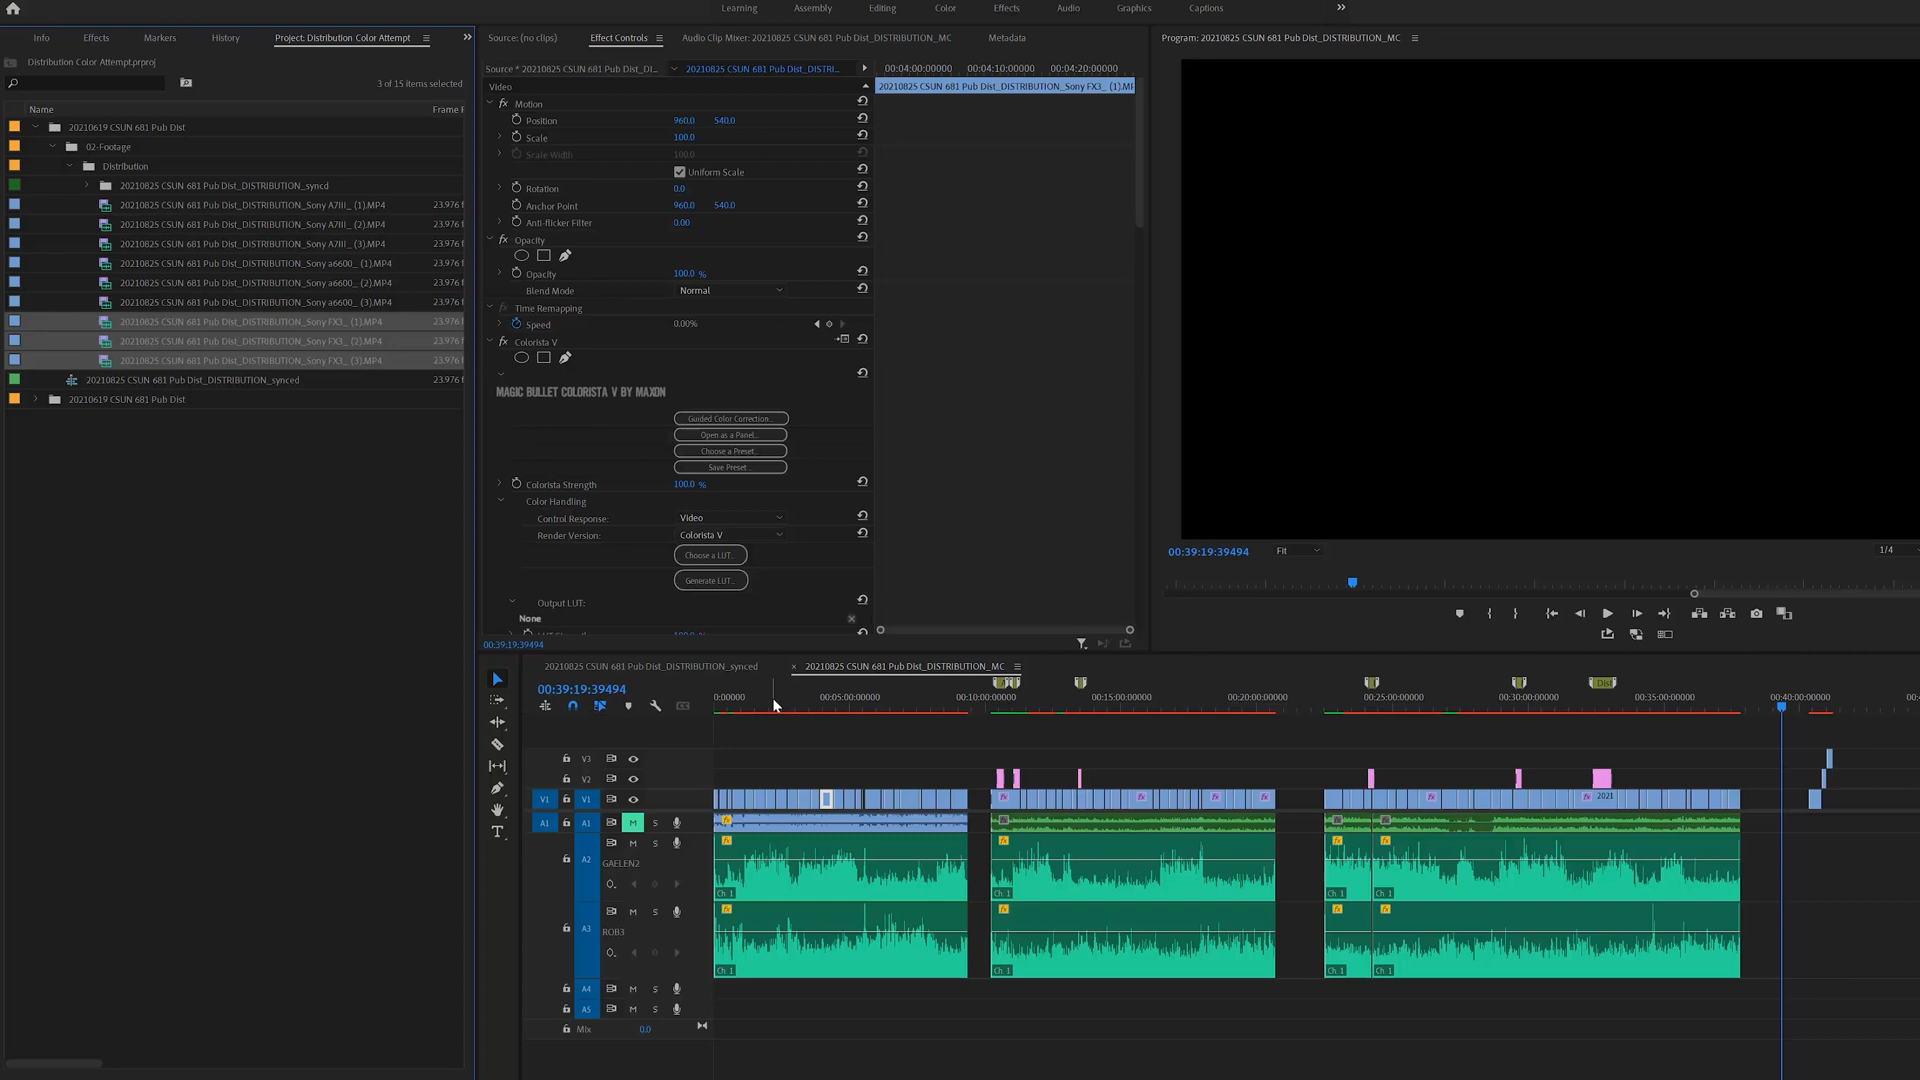 Learning Assembly Editing Color Effects Audio Graphics Captions
Info Effects Markers History Project: Distribution Color Attempt
Distribution Color Attempt.prproj
3 of 15 items selected
Name Frame
20210619 CSUN 681 Pub Dist
02-Footage
Distribution
20210825 CSUN 681 Pub Dist_DISTRIBUTION_syncd
20210825 CSUN 681 Pub Dist_DISTRIBUTION_Sony A7III_ (1).MP4 23.976 f
20210825 CSUN 681 Pub Dist_DISTRIBUTION_Sony A7III_ (2).MP4 23.976 f
20210825 CSUN 681 Pub Dist_DISTRIBUTION_Sony A7III_ (3).MP4 23.976 f
20210825 CSUN 681 Pub Dist_DISTRIBUTION_Sony a6600_ (1).MP4 23.976 f
20210825 CSUN 681 Pub Dist_DISTRIBUTION_Sony a6600_ (2).MP4 23.976 f
20210825 CSUN 681 Pub Dist_DISTRIBUTION_Sony a6600_ (3).MP4 23.976 f
20210825 CSUN 681 Pub Dist_DISTRIBUTION_Sony FX3_ (1).MP4 23.976 f
20210825 CSUN 681 Pub Dist_DISTRIBUTION_Sony FX3_ (2).MP4 23.976 f
20210825 CSUN 681 Pub Dist_DISTRIBUTION_Sony FX3_ (3).MP4 23.976 f
20210825 CSUN 681 Pub Dist_DISTRIBUTION_synced 23.976 f
20210619 CSUN 681 Pub Dist
Source: (no clips) Effect Controls Audio Clip Mixer: 20210825 CSUN 681 Pub Dist_DISTRIBUTION_MC Metadata
Source * 20210825 CSUN 681 Pub Dist_DI... 20210825 CSUN 681 Pub Dist_DISTRI... 00:04:00:00000 00:04:10:00000 00:04:20:00000
Video 20210825 CSUN 681 Pub Dist_DISTRIBUTION_Sony FX3_ (1).MP
fx Motion
Position 960.0 540.0
Scale 100.0
Scale Width 100.0
Uniform Scale
Rotation 0.0
Anchor Point 960.0 540.0
Anti-flicker Filter 0.00
fx Opacity
Opacity 100.0 %
Blend Mode Normal
fx Time Remapping
Speed 0.00%
fx Colorista V
MAGIC BULLET COLORISTA V BY MAXON
Guided Color Correction...
Open as a Panel...
Choose a Preset...
Save Preset...
Colorista Strength 100.0 %
Color Handling
Control Response: Video
Render Version: Colorista V
Choose a LUT...
Generate LUT...
Output LUT:
None
00:39:19:39494
Program: 20210825 CSUN 681 Pub Dist_DISTRIBUTION_MC
00:39:19:39494 Fit 1/4
20210825 CSUN 681 Pub Dist_DISTRIBUTION_synced × 20210825 CSUN 681 Pub Dist_DISTRIBUTION_MC
00:39:19:39494
Dist
0:00000 00:05:00:00000 00:10:00:00000 00:15:00:00000 00:20:00:00000 00:25:00:00000 00:30:00:00000 00:35:00:00000 00:40:00:00000
V3
V2
V1 V1 fx fx fx fx fx fx 2021
A1 A1 M S fx fx fx fx
M S fx fx fx fx
A2 GAELEN2
Ch 1 Ch 1 Ch 1 Ch 1
M S fx fx fx fx
A3 ROB3
Ch 1 Ch 1 Ch 1 Ch 1
A4 M S
A5 M S
Mix 0.0